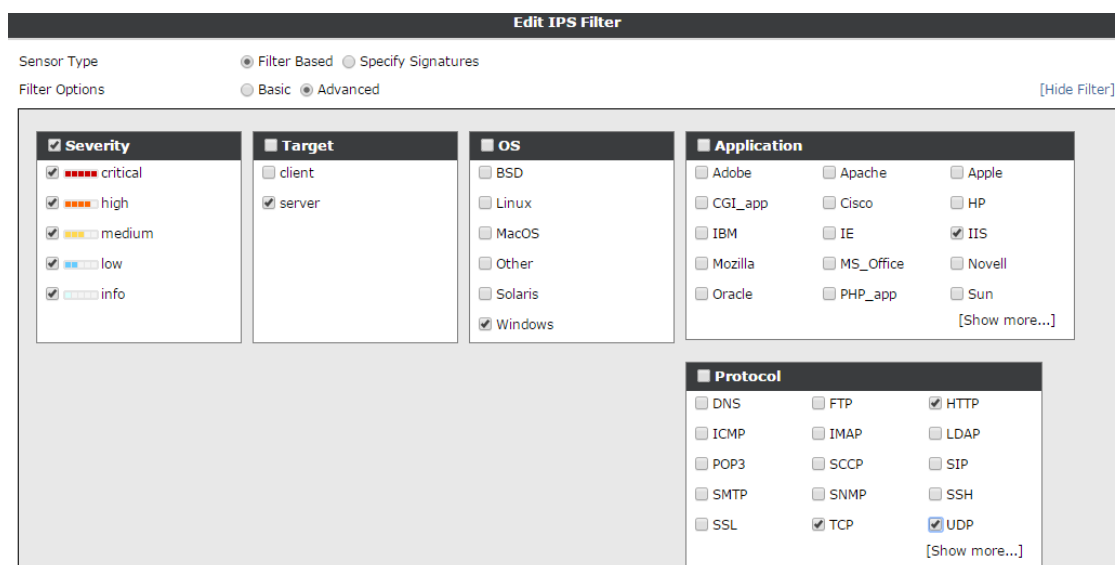 Edit IPS Filter
Sensor Type Filter Based Specify Signatures
Filter Options Basic Advanced [Hide Filter]
Severity
critical
high
medium
low
info
Target
client
server
OS
BSD
Linux
MacOS
Other
Solaris
Windows
Application
Adobe Apache Apple
CGI_app Cisco HP
IBM IE IIS
Mozilla MS_Office Novell
Oracle PHP_app Sun
[Show more...]
Protocol
DNS FTP HTTP
ICMP IMAP LDAP
POP3 SCCP SIP
SMTP SNMP SSH
SSL TCP UDP
[Show more...]